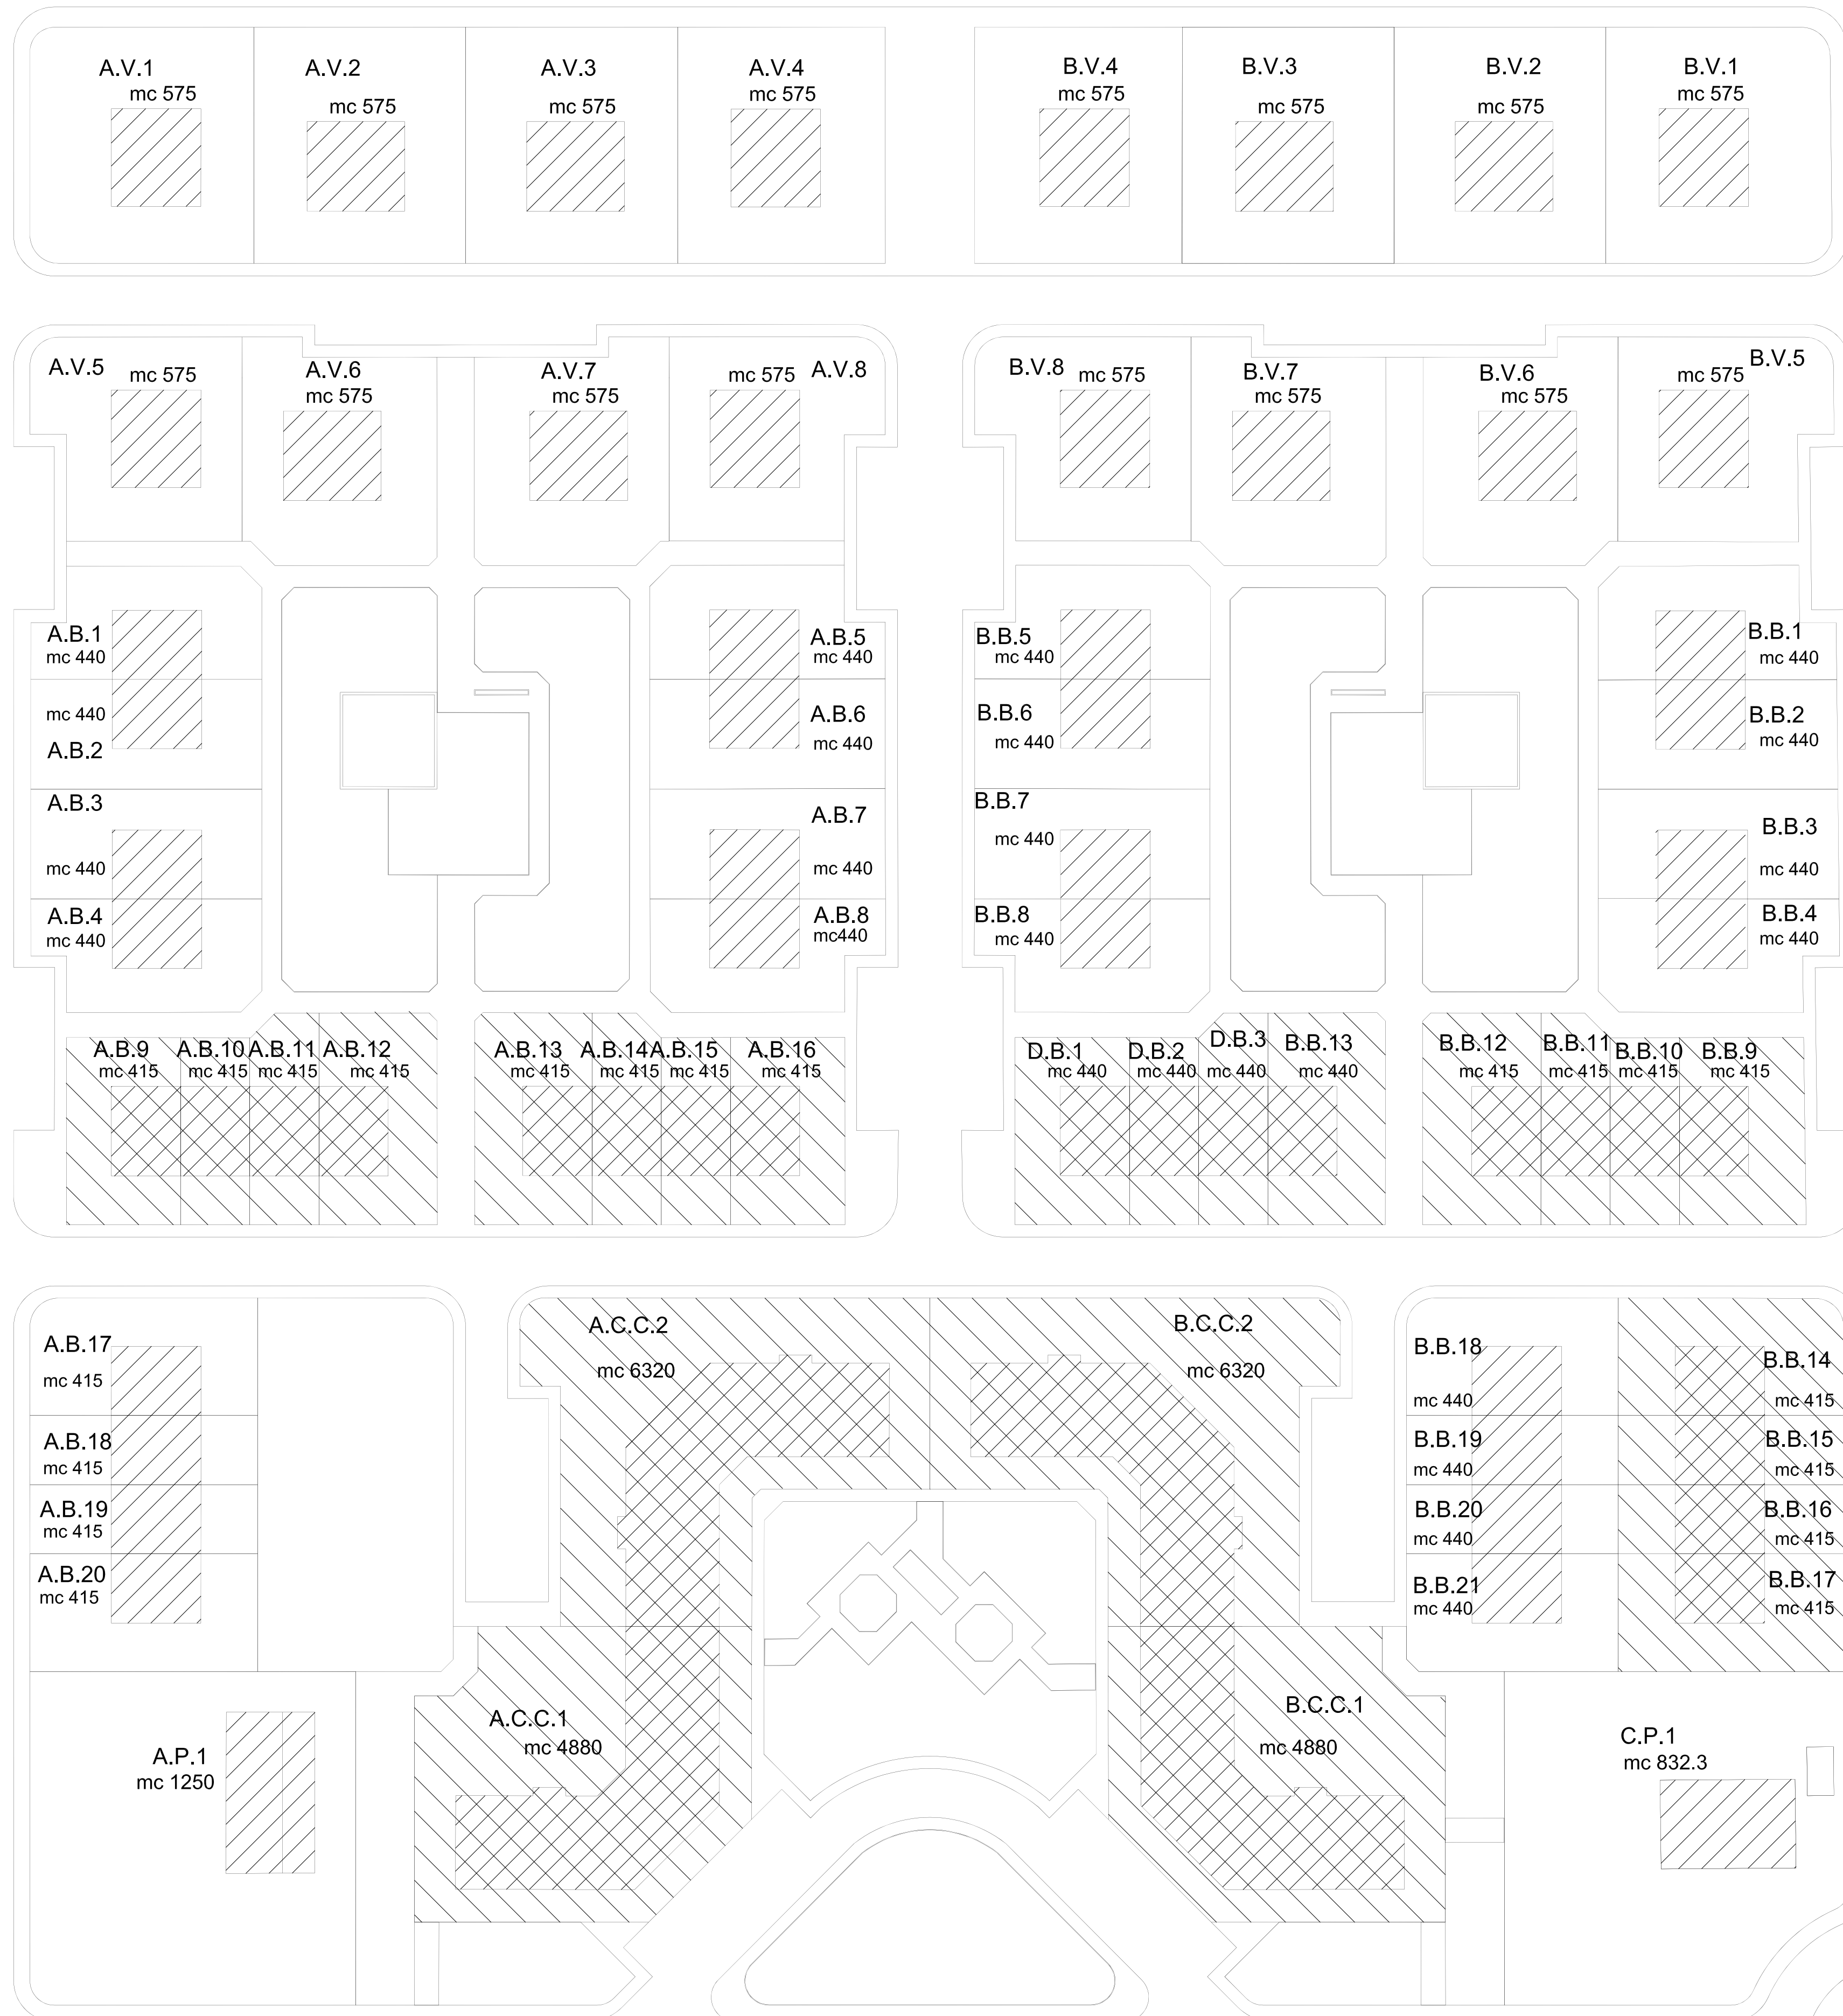 A.V.1
mc 575
A.V.2
mc 575
A.V.3
mc 575
A.V.4
mc 575
B.V.4
mc 575
B.V.3
mc 575
B.V.2
mc 575
B.V.1
mc 575
A.V.5
mc 575
A.V.6
mc 575
A.V.7
mc 575
mc 575
A.V.8
B.V.8
mc 575
B.V.7
mc 575
B.V.6
mc 575
mc 575
B.V.5
A.B.1
mc 440
mc 440
A.B.2
A.B.3
mc 440
A.B.4
mc 440
A.B.5
mc 440
A.B.6
mc 440
A.B.7
mc 440
A.B.8
mc440
B.B.5
mc 440
B.B.6
mc 440
B.B.7
mc 440
B.B.8
mc 440
B.B.1
mc 440
B.B.2
mc 440
B.B.3
mc 440
B.B.4
mc 440
A.B.9
mc 415
A.B.10
mc 415
A.B.11
mc 415
A.B.12
mc 415
A.B.13
mc 415
A.B.14
mc 415
A.B.15
mc 415
A.B.16
mc 415
D.B.1
mc 440
D.B.2
mc 440
D.B.3
mc 440
B.B.13
mc 440
B.B.12
mc 415
B.B.11
mc 415
B.B.10
mc 415
B.B.9
mc 415
A.B.17
mc 415
A.B.18
mc 415
A.B.19
mc 415
A.B.20
mc 415
A.C.C.2
mc 6320
B.C.C.2
mc 6320
B.B.18
mc 440
B.B.19
mc 440
B.B.20
mc 440
B.B.21
mc 440
B.B.14
mc 415
B.B.15
mc 415
B.B.16
mc 415
B.B.17
mc 415
A.P.1
mc 1250
A.C.C.1
mc 4880
B.C.C.1
mc 4880
C.P.1
mc 832.3